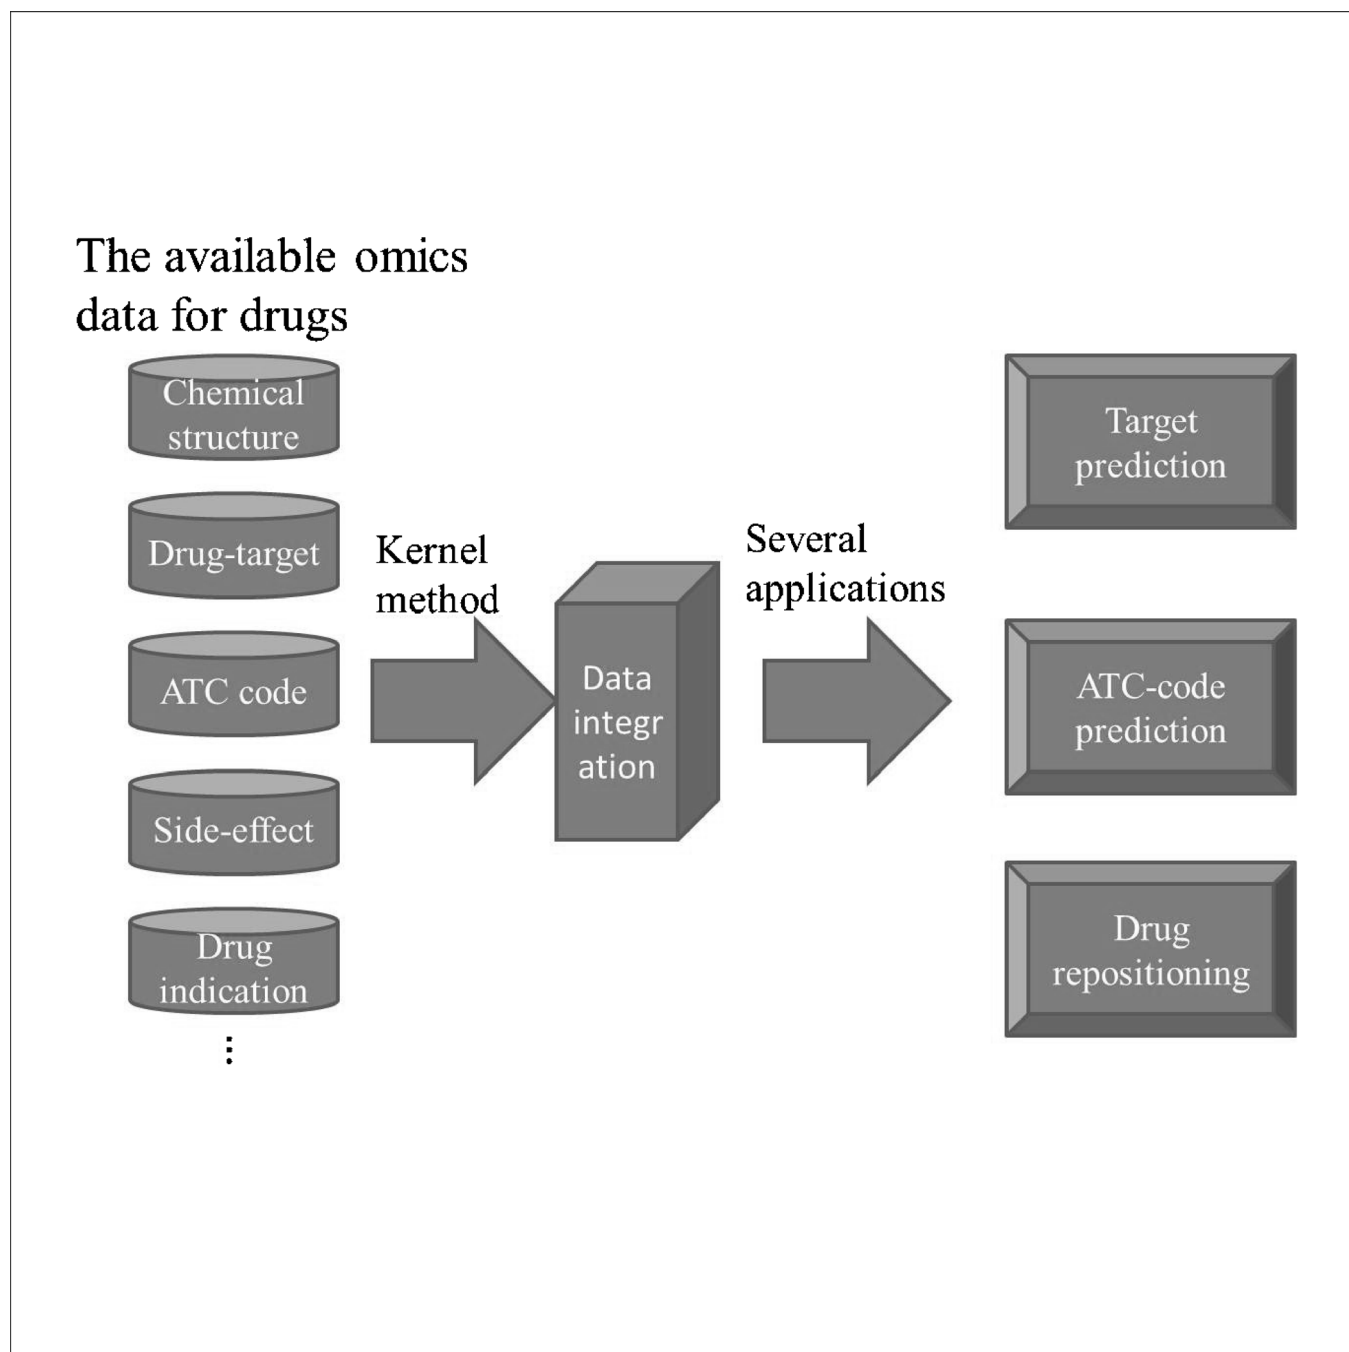 The available omics
data for drugs
Chemical
structure
Drug-target
ATC code
Side-effect
Drug
indication
...
Kernel
method
Data
integr
ation
Several
applications
Target
prediction
ATC-code
prediction
Drug
repositioning